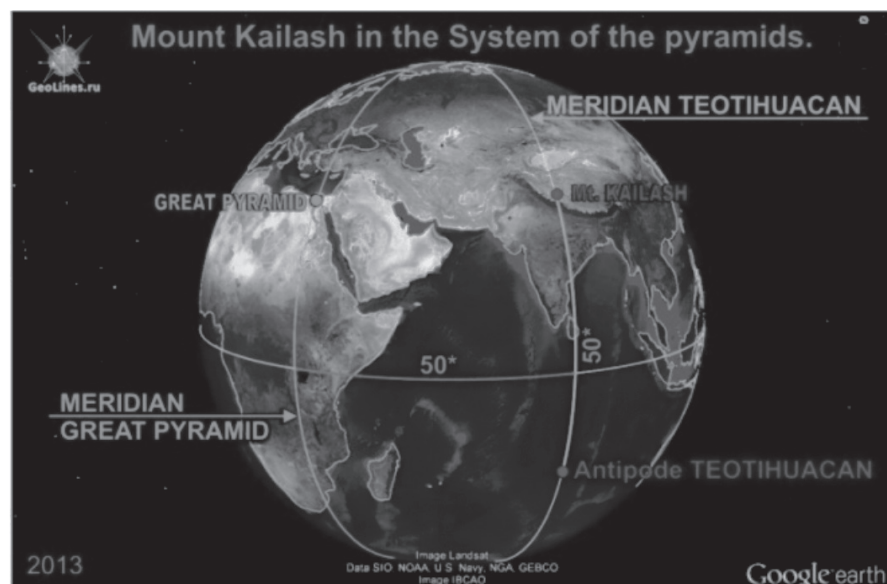 Mount Kailash in the System of the pyramids.
GeoLines.ru
MERIDIAN TEOTIHUACAN
GREAT PYRAMID
Mt. KAILASH
50*
50*
MERIDIAN
GREAT PYRAMID
Antipode TEOTIHUACAN
2013
Image Landsat
Data SIO, NOAA, U.S. Navy, NGA, GEBCO
Image IBCAO
Google earth